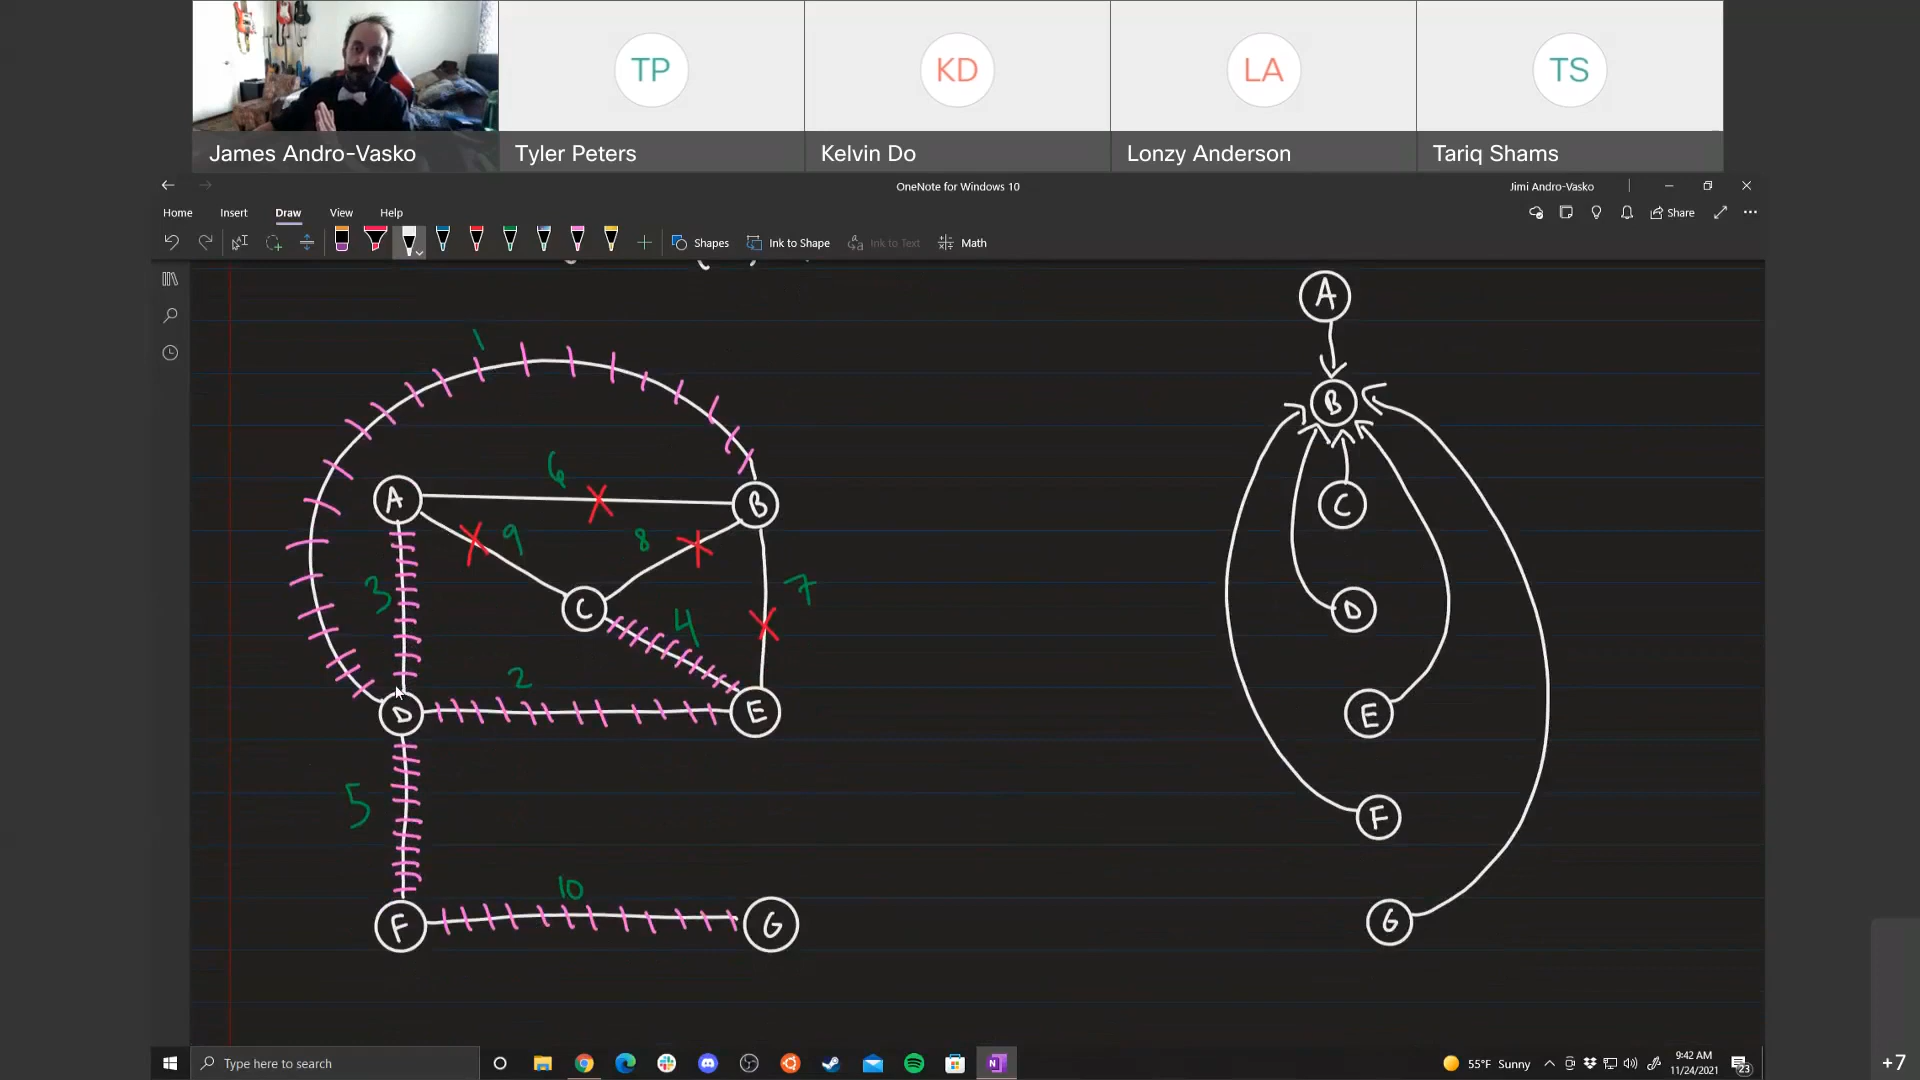 TP
KD
LA
TS
James Andro-Vasko
Tyler Peters
Kelvin Do
Lonzy Anderson
Tariq Shams
OneNote for Windows 10
Jimi Andro-Vasko
Home Insert Draw View Help
Share
Shapes
Ink to Shape
Ink to Text
Math
A
1
B
6
A
B
9
8
C
C
7
3
4
D
2
D
E
E
5
F
10
F
G
G
Type here to search
55°F Sunny
9:42 AM
11/24/2021
23
+7